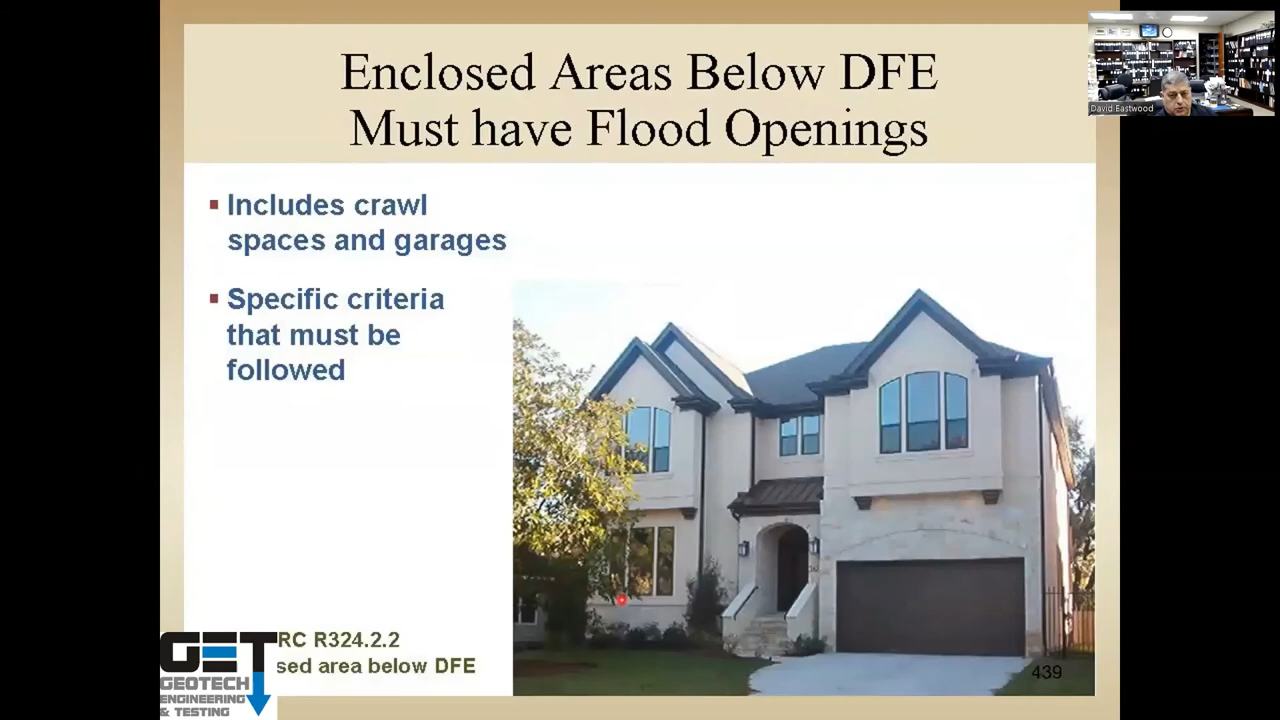 Enclosed Areas Below DFE
Must have Flood Openings
David Eastwood
▪ Includes crawl
spaces and garages
▪ Specific criteria
that must be
followed
RC R324.2.2
sed area below DFE
439
GET
GEOTECH
ENGINEERING
& TESTING